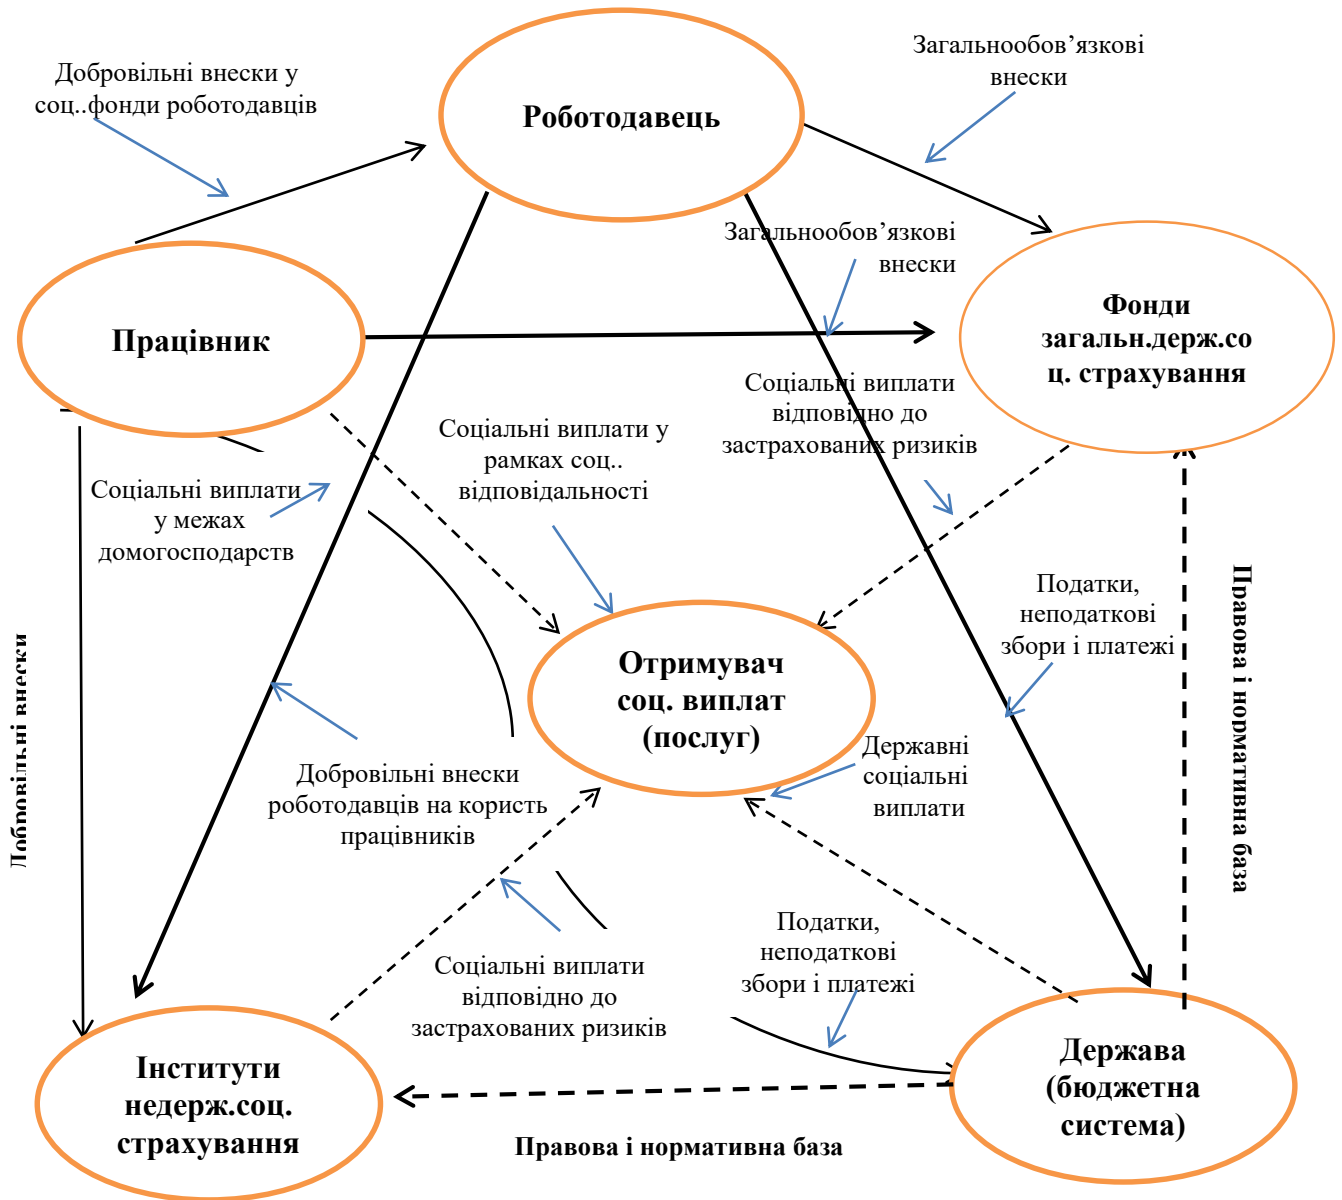 Загальнообов’язкові
внески
Добровільні внески у
соц..фонди роботодавців
Роботодавець
Загальнообов’язкові
внески
Працівник
Фонди
загальн.держ.со
ц. страхування
Соціальні виплати
відповідно до
застрахованих ризиків
Соціальні виплати у
рамках соц..
відповідальності
Соціальні виплати
у межах
домогосподарств
Податки,
неподаткові
збори і платежі
Правова і нормативна база
Добровільні внески
Отримувач
соц. виплат
(послуг)
Державні
соціальні
виплати
Добровільні внески
роботодавців на користь
працівників
Податки,
неподаткові
збори і платежі
Соціальні виплати
відповідно до
застрахованих ризиків
Інститути
недерж.соц.
страхування
Держава
(бюджетна
система)
Правова і нормативна база